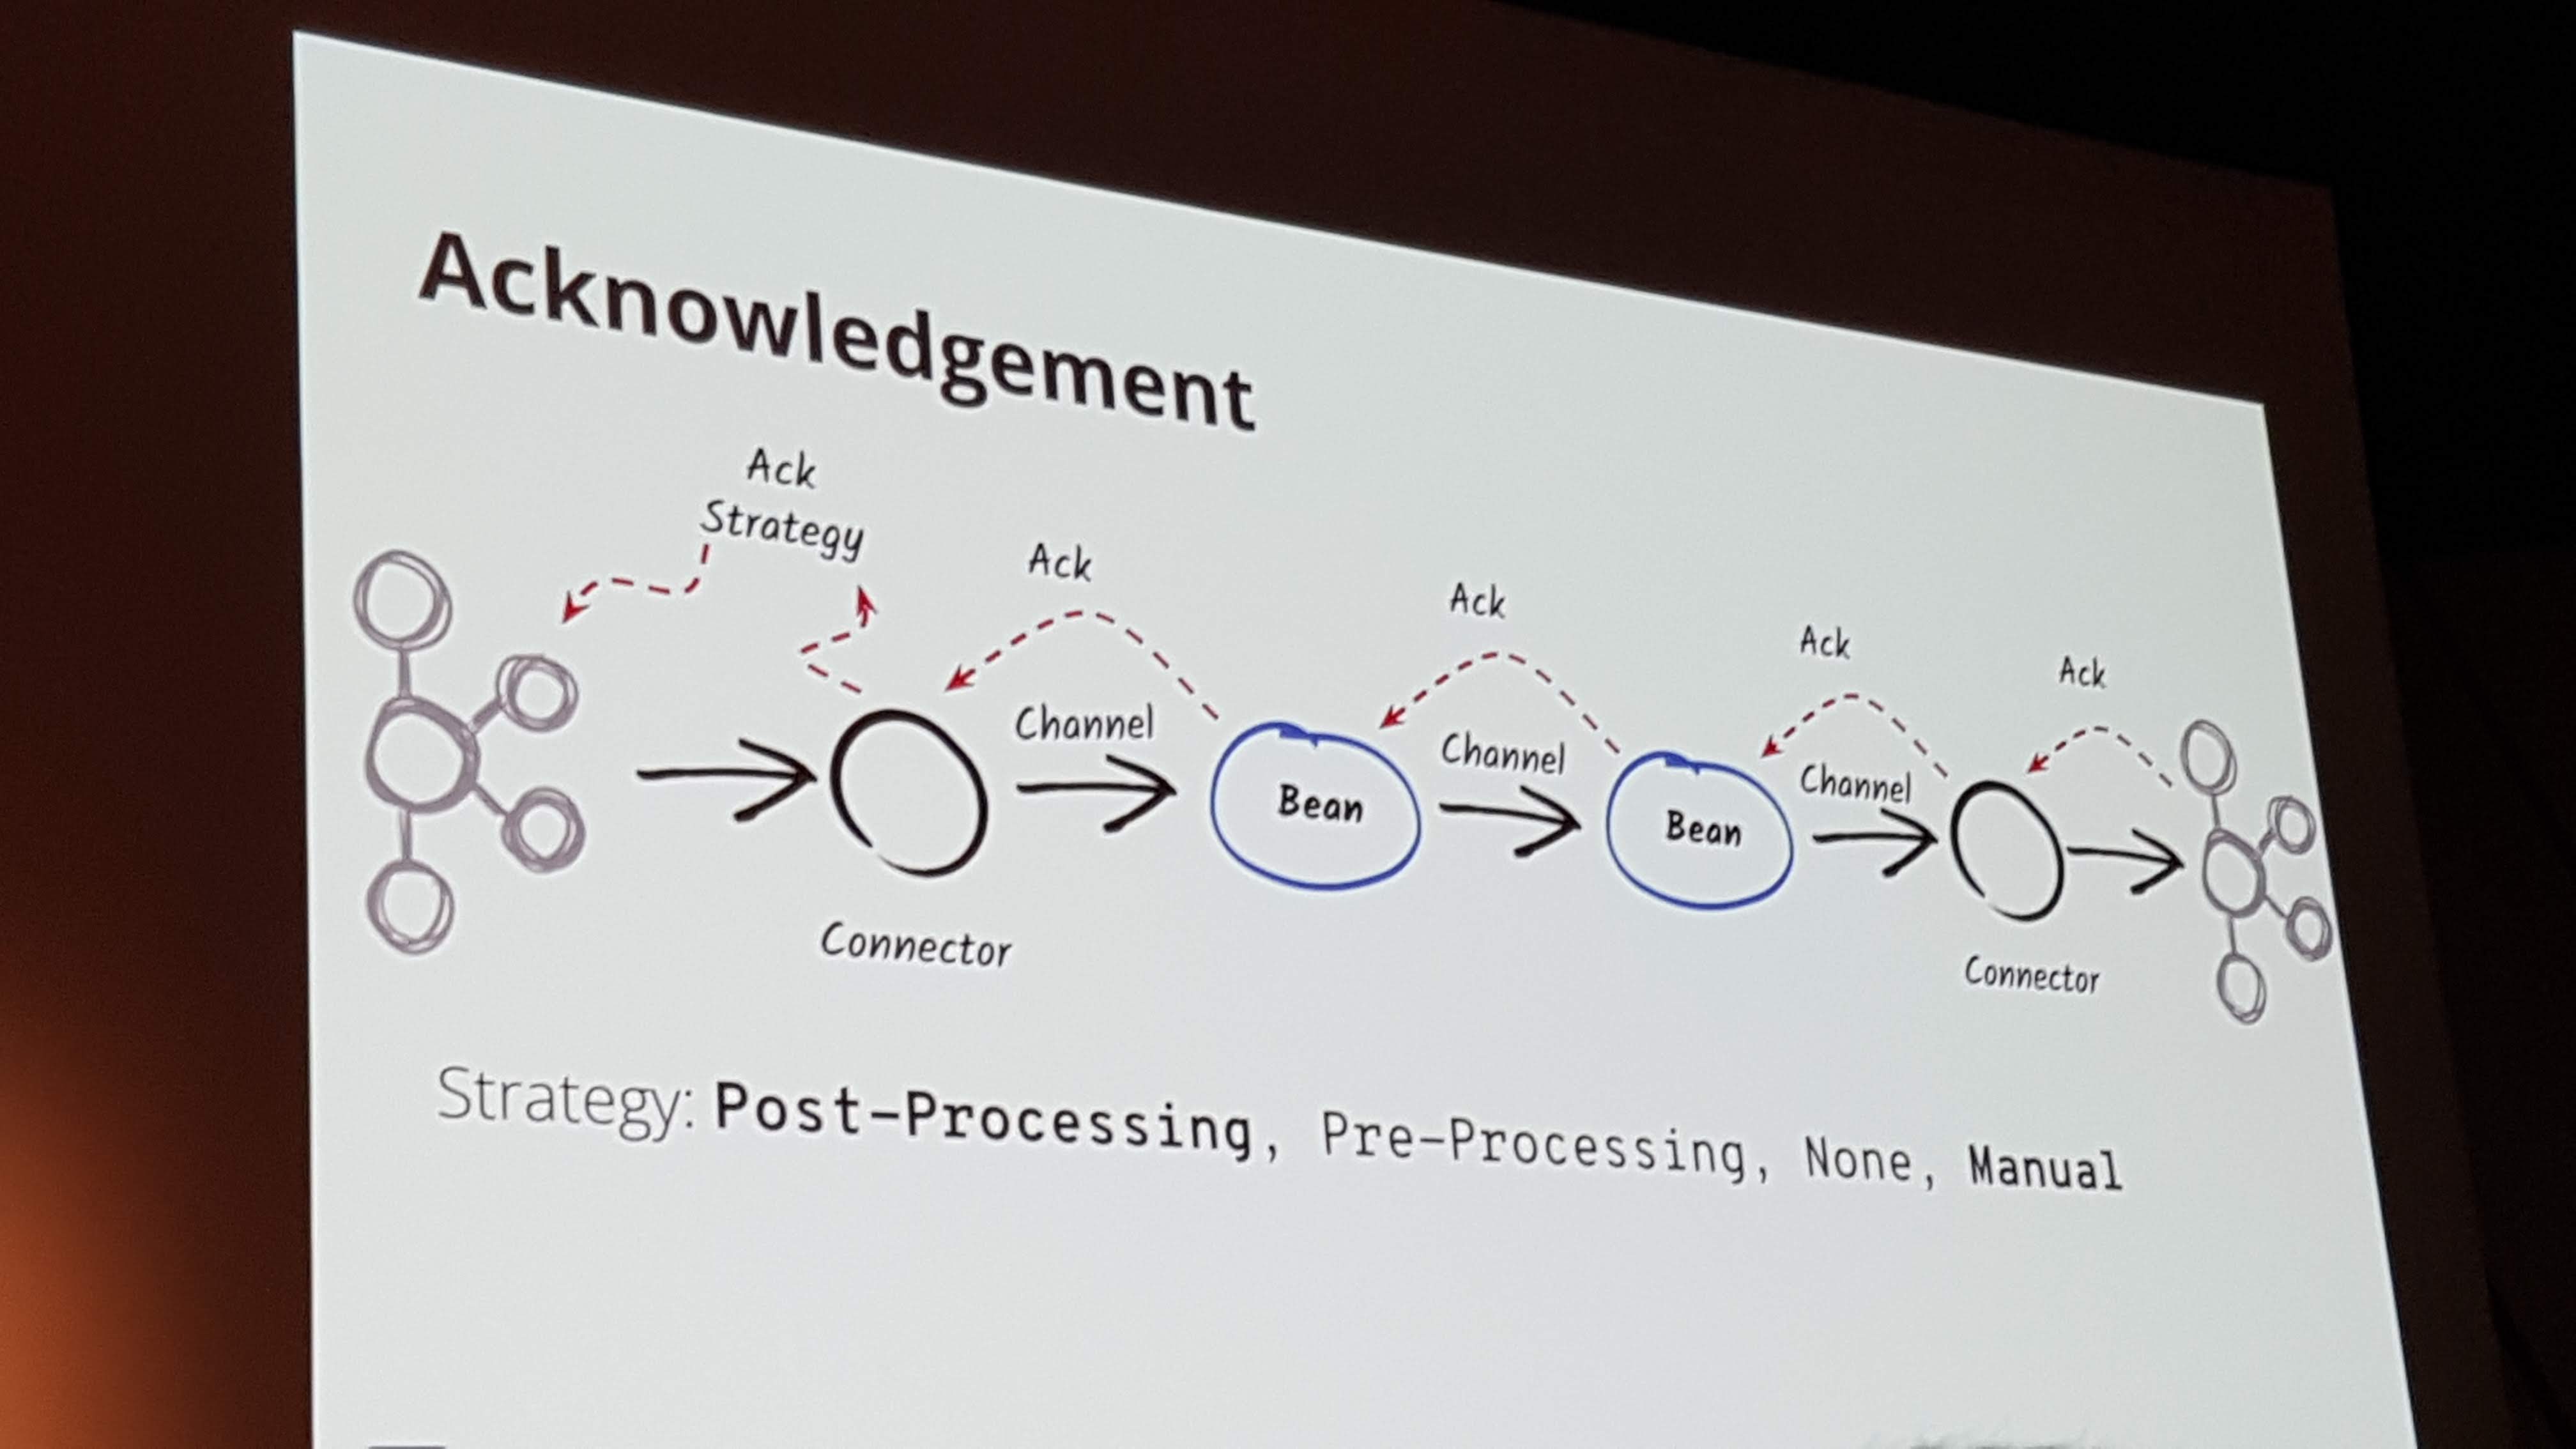 Acknowledgement
Ack
Strategy
Ack
Ack
Ack
Ack
Channel
Channel
Channel
Bean
Bean
Connector
Connector
Strategy: Post-Processing, Pre-Processing, None, Manual